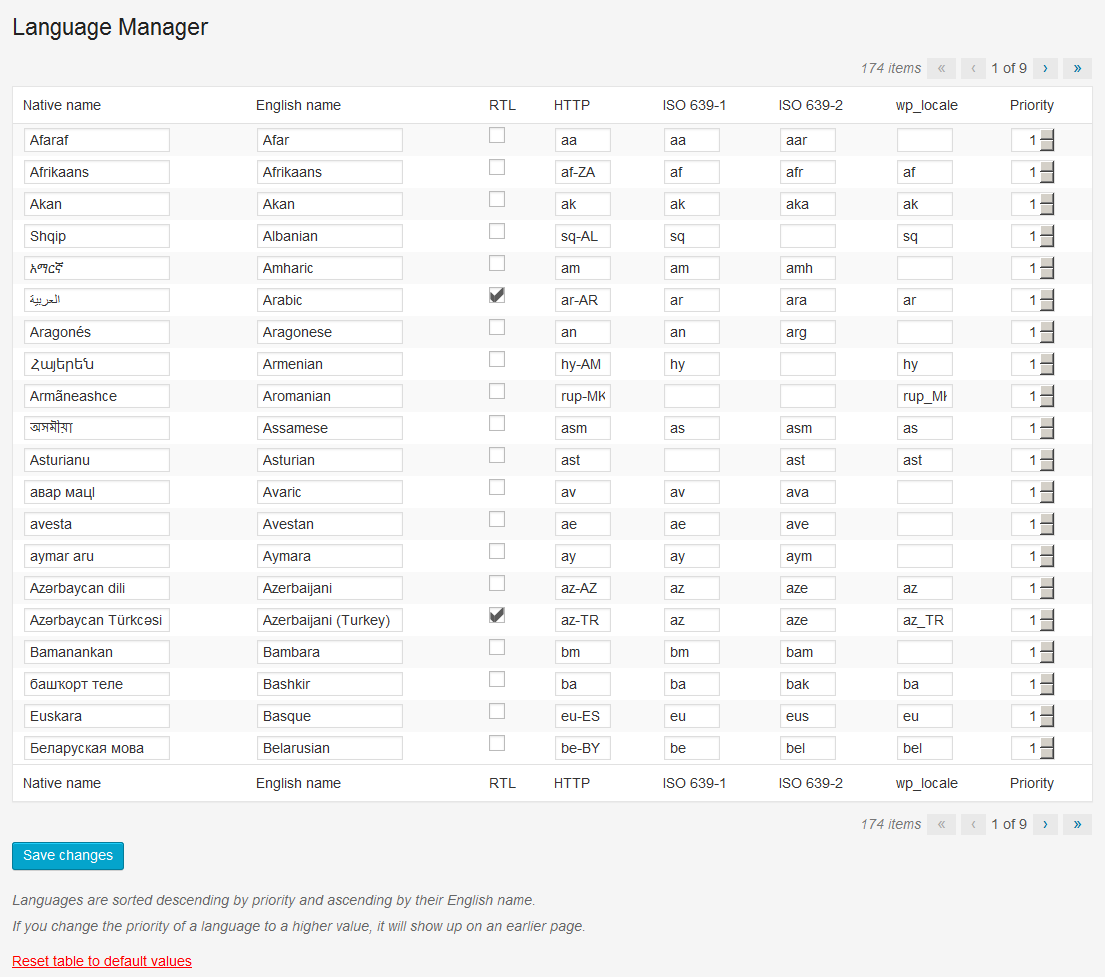 Language Manager
174 items « ‹ 1 of 9 › »
Native name English name RTL HTTP ISO 639-1 ISO 639-2 wp_locale Priority
Afaraf Afar aa aa aar 1
Afrikaans Afrikaans af-ZA af afr af 1
Akan Akan ak ak aka ak 1
Shqip Albanian sq-AL sq sq 1
አማርኛ Amharic am am amh 1
العربية Arabic ar-AR ar ara ar 1
Aragonés Aragonese an an arg 1
Հայերեն Armenian hy-AM hy hy 1
Armãneashce Aromanian rup-MK rup_MK 1
অসমীয়া Assamese asm as asm as 1
Asturianu Asturian ast ast ast 1
авар мацӀ Avaric av av ava 1
avesta Avestan ae ae ave 1
aymar aru Aymara ay ay aym 1
Azərbaycan dili Azerbaijani az-AZ az aze az 1
Azərbaycan Türkcəsi Azerbaijani (Turkey) az-TR az aze az_TR 1
Bamanankan Bambara bm bm bam 1
башҡорт теле Bashkir ba ba bak ba 1
Euskara Basque eu-ES eu eus eu 1
Беларуская мова Belarusian be-BY be bel bel 1
Native name English name RTL HTTP ISO 639-1 ISO 639-2 wp_locale Priority
174 items « ‹ 1 of 9 › »
Save changes
Languages are sorted descending by priority and ascending by their English name.
If you change the priority of a language to a higher value, it will show up on an earlier page.
Reset table to default values